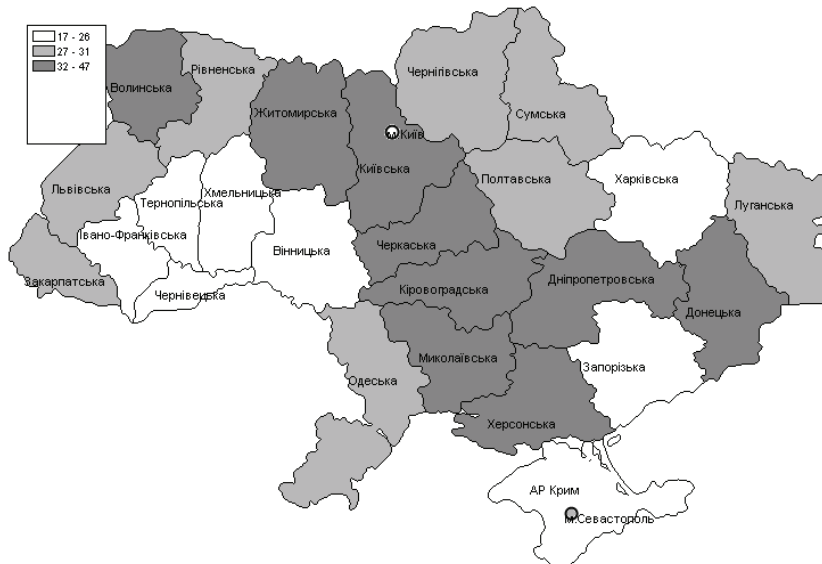 17 - 26
27 - 31
32 - 47
Волинська
Рівненська
Житомирська
Чернігівська
Сумська
м.Київ
Київська
Львівська
Тернопільська
Хмельницька
Полтавська
Харківська
Луганська
Івано-Франківська
Вінницька
Черкаська
Закарпатська
Чернівецька
Кіровоградська
Дніпропетровська
Донецька
Миколаївська
Запорізька
Одеська
Херсонська
АР Крим
м.Севастополь